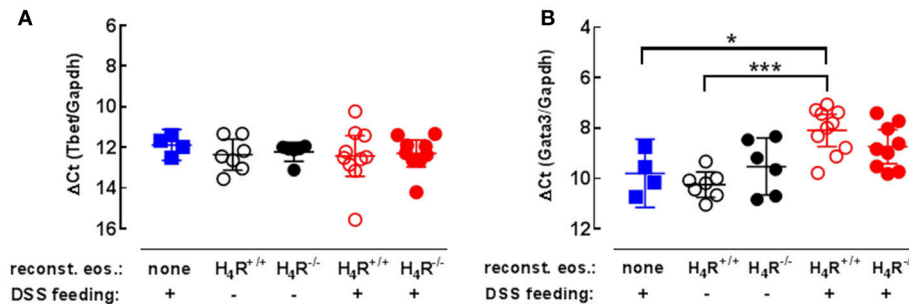 A
ΔCt (Tbet/Gapdh)
6
8
10
12
14
16
reconst. eos.: none H₄R⁺/⁺ H₄R⁻/⁻ H₄R⁺/⁺ H₄R⁻/⁻
DSS feeding: + - - + +
B
ΔCt (Gata3/Gapdh)
4
6
8
10
12
*
***
reconst. eos.: none H₄R⁺/⁺ H₄R⁻/⁻ H₄R⁺/⁺ H₄R⁻/
DSS feeding: + - - + +